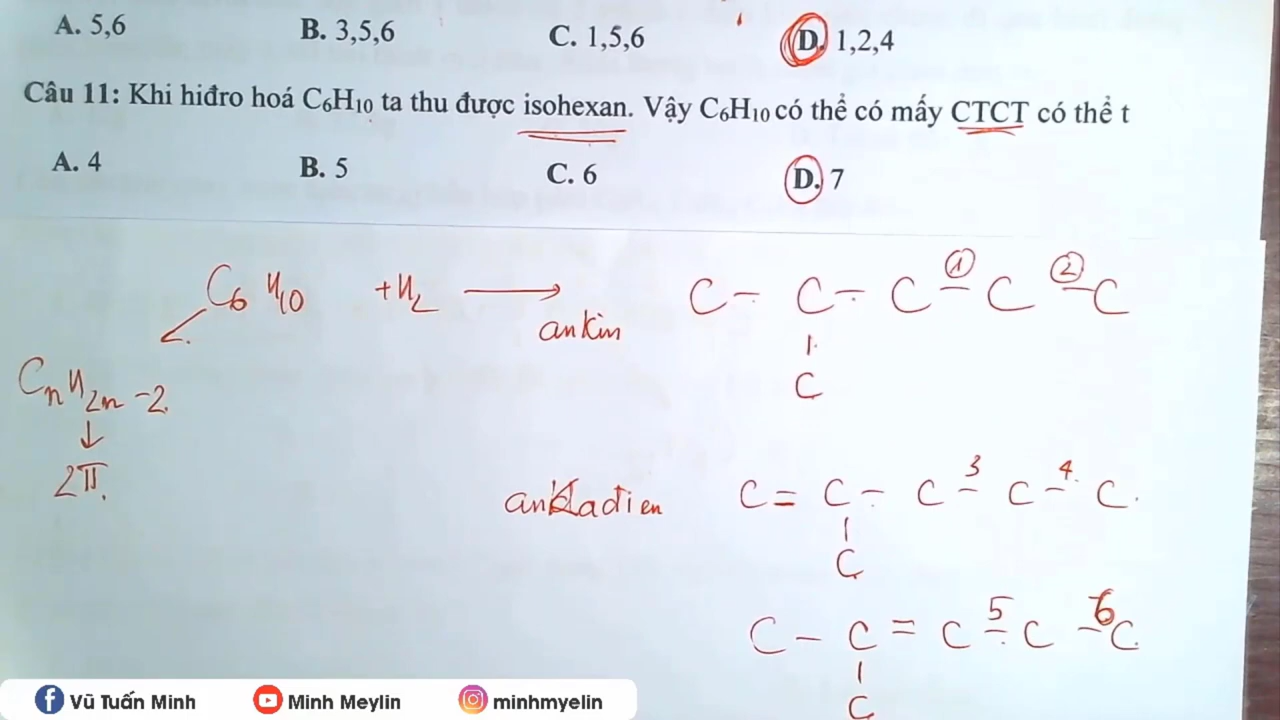 A. 5,6 B. 3,5,6 C. 1,5,6 D. 1,2,4
Câu 11: Khi hiđro hoá C₆H₁₀ ta thu được isohexan. Vậy C₆H₁₀ có thể có mấy CTCT có thể t
A. 4 B. 5 C. 6 D. 7
C₆H₁₀ +H₂ ⟶ C - C - C - C - C
① ②
ankin
C
CₙH₂ₙ₋₂
↓
2π
C = C - C - C - C
3 4
ankađien
C
C - C = C - C - C
5 6
C
Vũ Tuấn Minh Minh Meylin minhmyelin